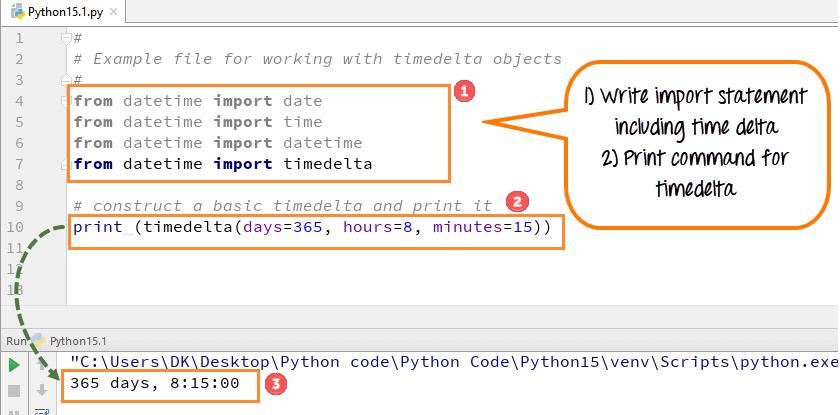 Python15.1.py ×
1 #
2 # Example file for working with timedelta objects
3 #
4 from datetime import date
5 from datetime import time
6 from datetime import datetime
7 from datetime import timedelta
8
9 # construct a basic timedelta and print it
10 print (timedelta(days=365, hours=8, minutes=15))
11
12
13
1
2
1) Write import statement
including time delta
2) Print command for
timedelta
Run Python15.1
"C:\Users\DK\Desktop\Python code\Python Code\Python15\venv\Scripts\python.exe
365 days, 8:15:00
3